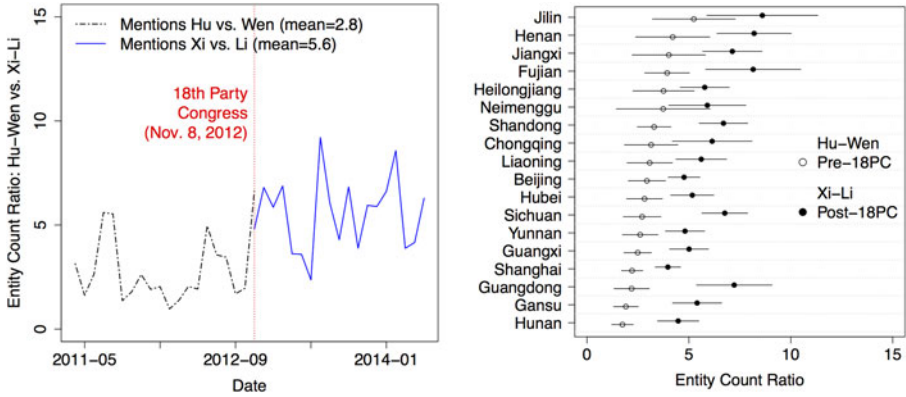 Entity Count Ratio: Hu−Wen vs. Xi−Li
15
10
5
0
Mentions Hu vs. Wen (mean=2.8)
Mentions Xi vs. Li (mean=5.6)
18th Party
Congress
(Nov. 8, 2012)
2011−05
2012−09
2014−01
Date
Jilin
Henan
Jiangxi
Fujian
Heilongjiang
Neimenggu
Shandong
Chongqing
Liaoning
Beijing
Hubei
Sichuan
Yunnan
Guangxi
Shanghai
Guangdong
Gansu
Hunan
Hu−Wen
Pre−18PC
Xi−Li
Post−18PC
0
5
10
15
Entity Count Ratio